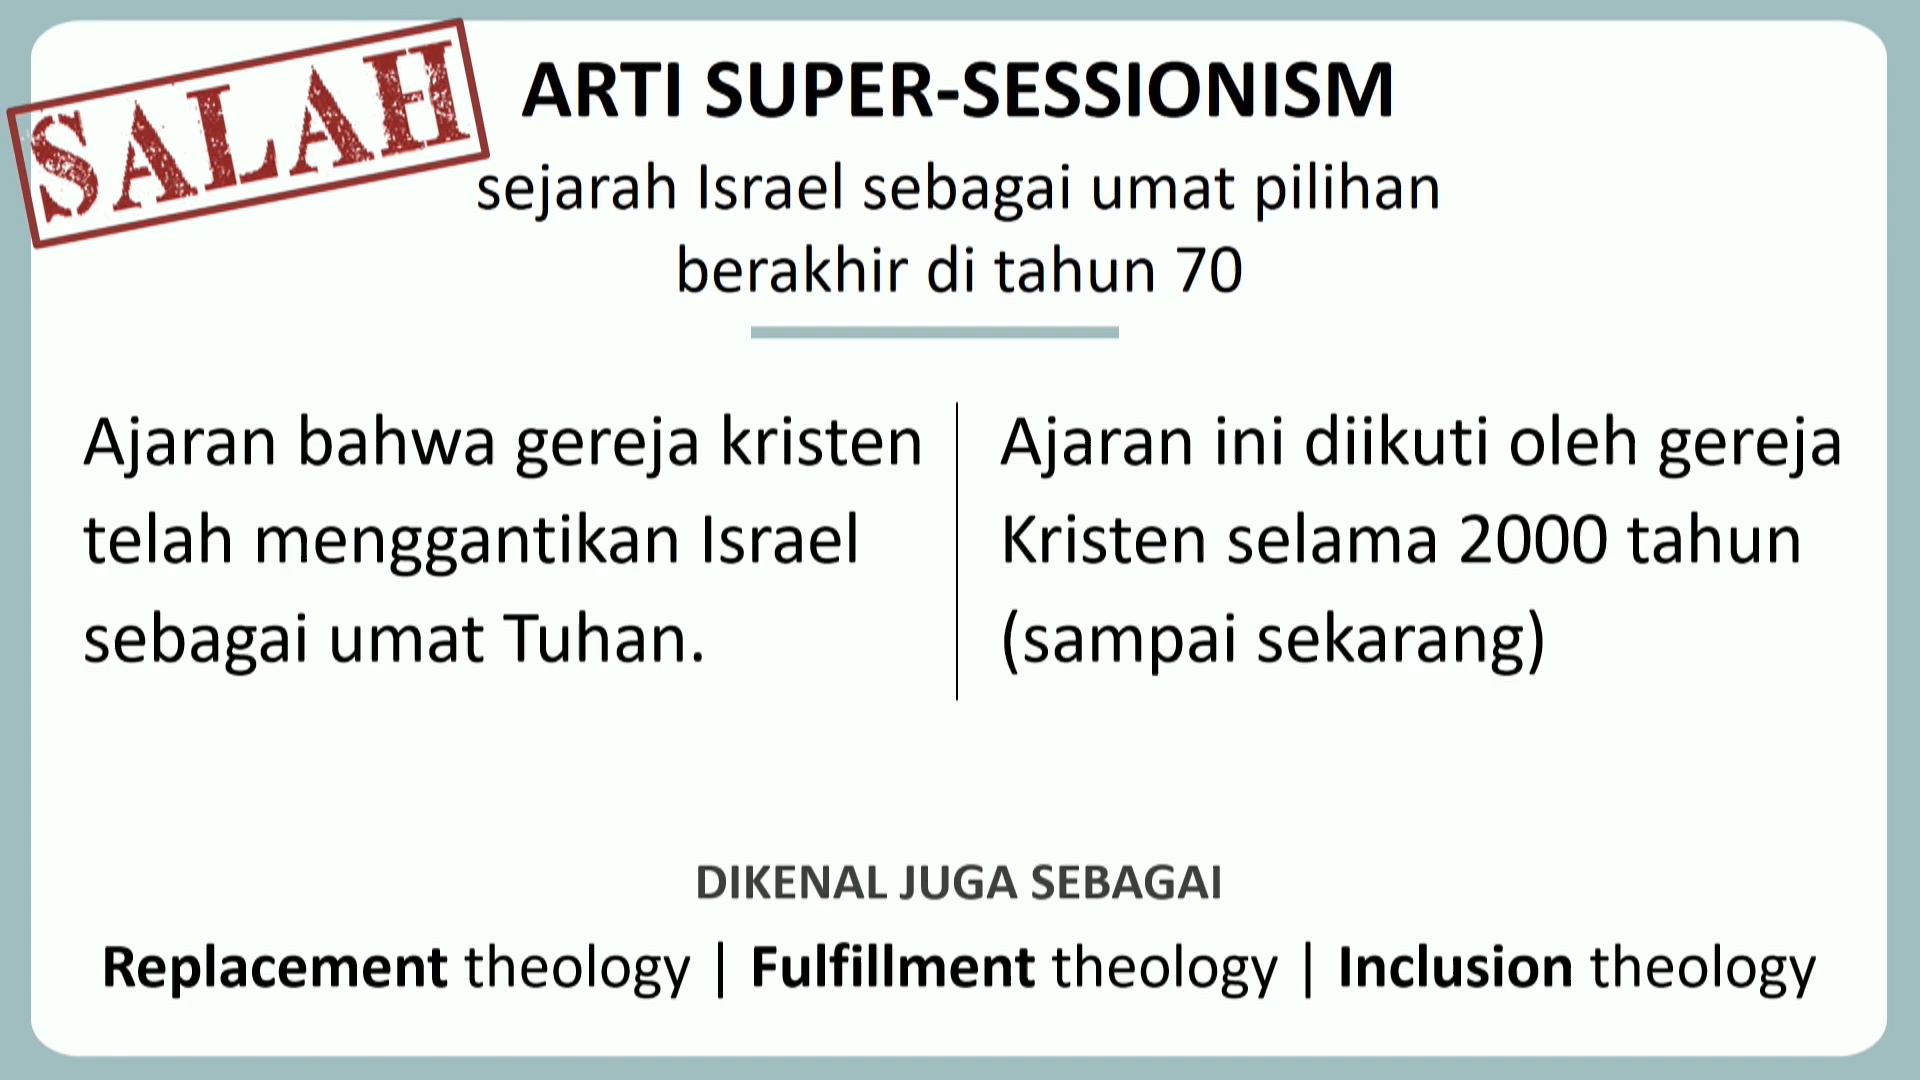 SALAH
ARTI SUPER-SESSIONISM
sejarah Israel sebagai umat pilihan
berakhir di tahun 70
Ajaran bahwa gereja kristen
telah menggantikan Israel
sebagai umat Tuhan.
Ajaran ini diikuti oleh gereja
Kristen selama 2000 tahun
(sampai sekarang)
DIKENAL JUGA SEBAGAI
Replacement theology | Fulfillment theology | Inclusion theology